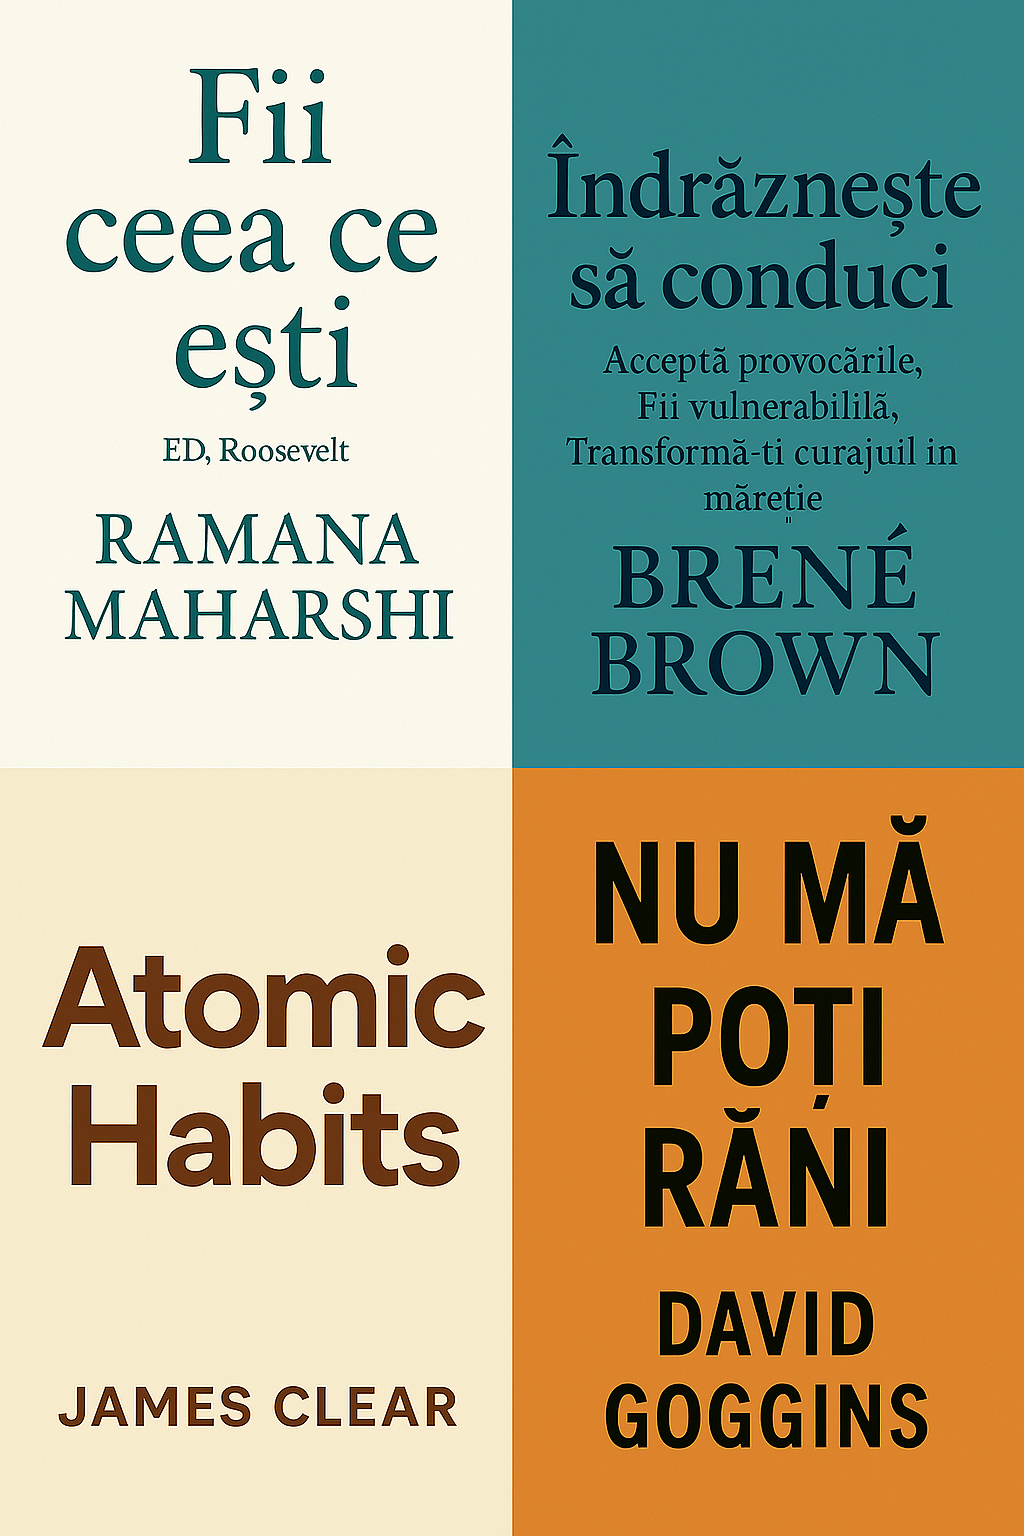 Fii
ceea ce
ești
ED, Roosevelt
RAMANA
MAHARSHI
Îndrăznește
să conduci
Acceptă provocările,
Fii vulnerabililă,
Transformă-ti curajuil in
măreție
BRENÉ
BROWN
Atomic
Habits
JAMES CLEAR
NU MĂ
POȚI
RĂNI
DAVID
GOGGINS